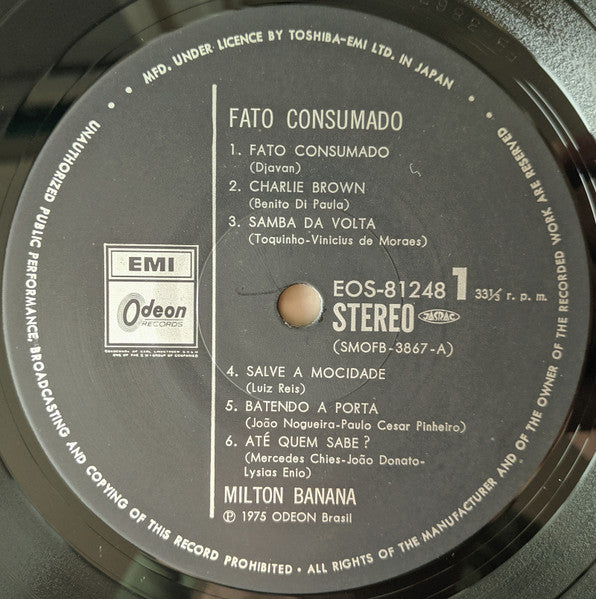 • MFD. UNDER LICENCE BY TOSHIBA-EMI LTD. IN JAPAN •
FATO CONSUMADO
1. FATO CONSUMADO
(Djavan)
2. CHARLIE BROWN
(Benito Di Paula)
3. SAMBA DA VOLTA
(Toquinho-Vinicius de Moraes)
EMI
Odeon
RECORDS
EOS-81248 1 33⅓ r. p. m.
STEREO JASRAC
(SMOFB-3867-A)
4. SALVE A MOCIDADE
(Luiz Reis)
5. BATENDO A PORTA
(João Nogueira-Paulo Cesar Pinheiro)
6. ATÉ QUEM SABE?
(Mercedes Chies-João Donato-
Lysias Enio)
MILTON BANANA
Ⓟ 1975 ODEON Brasil
• UNAUTHORIZED PUBLIC PERFORMANCE, BROADCASTING AND COPYING OF THIS RECORD PROHIBITED • ALL RIGHTS OF THE MANUFACTURER AND OF THE OWNER OF THE RECORDED WORK ARE RESERVED •